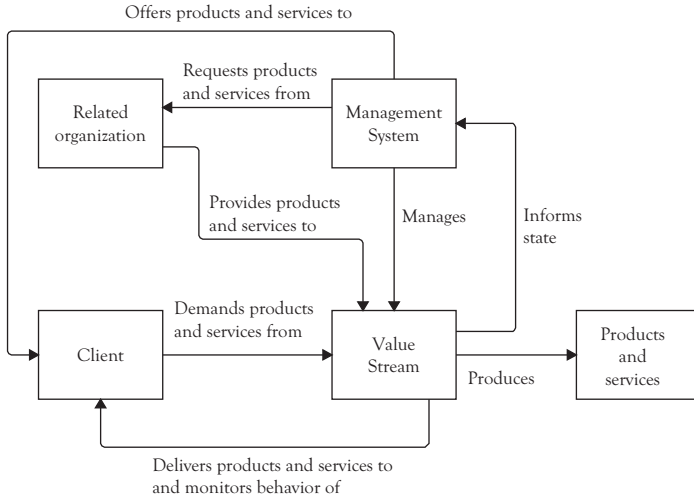 Offers products and services to
Requests products
and services from
Related
organization
Management
System
Provides products
and services to
Manages
Informs
state
Demands products
and services from
Client
Value
Stream
Products
and
services
Produces
Delivers products and services to
and monitors behavior of